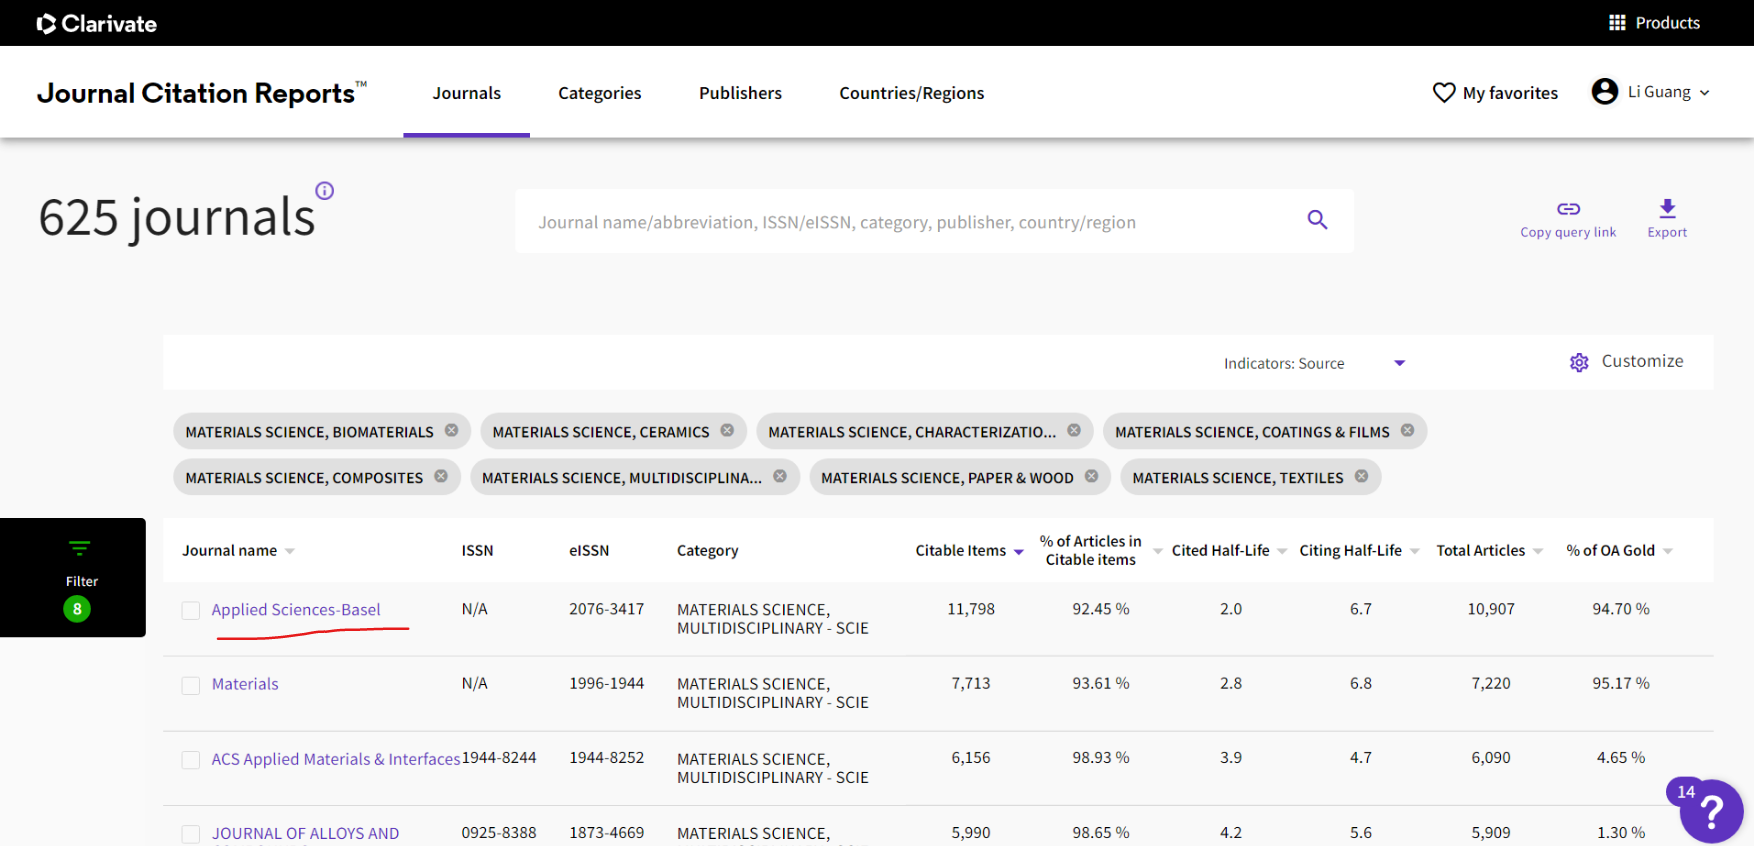 Clarivate
Products
Journal Citation Reports™
Journals
Categories
Publishers
Countries/Regions
My favorites
Li Guang
625 journals
Journal name/abbreviation, ISSN/eISSN, category, publisher, country/region
Copy query link
Export
Indicators: Source
Customize
MATERIALS SCIENCE, BIOMATERIALS
MATERIALS SCIENCE, CERAMICS
MATERIALS SCIENCE, CHARACTERIZATIO...
MATERIALS SCIENCE, COATINGS & FILMS
MATERIALS SCIENCE, COMPOSITES
MATERIALS SCIENCE, MULTIDISCIPLINA...
MATERIALS SCIENCE, PAPER & WOOD
MATERIALS SCIENCE, TEXTILES
Filter
8
Journal name
ISSN
eISSN
Category
Citable Items
% of Articles in
Citable items
Cited Half-Life
Citing Half-Life
Total Articles
% of OA Gold
Applied Sciences-Basel
N/A
2076-3417
MATERIALS SCIENCE,
MULTIDISCIPLINARY - SCIE
11,798
92.45 %
2.0
6.7
10,907
94.70 %
Materials
N/A
1996-1944
MATERIALS SCIENCE,
MULTIDISCIPLINARY - SCIE
7,713
93.61 %
2.8
6.8
7,220
95.17 %
ACS Applied Materials & Interfaces
1944-8244
1944-8252
MATERIALS SCIENCE,
MULTIDISCIPLINARY - SCIE
6,156
98.93 %
3.9
4.7
6,090
4.65 %
JOURNAL OF ALLOYS AND
0925-8388
1873-4669
MATERIALS SCIENCE,
5,990
98.65 %
4.2
5.6
5,909
1.30 %
14
?